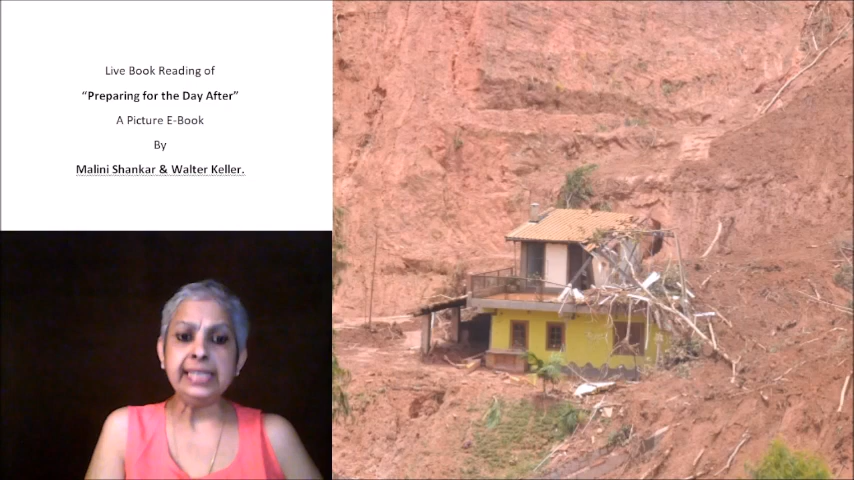 Live Book Reading of
“Preparing for the Day After”
A Picture E-Book
By
Malini Shankar & Walter Keller.